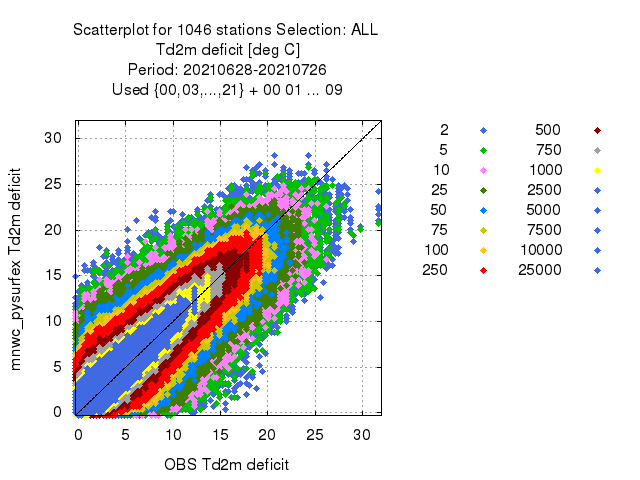 Scatterplot for 1046 stations Selection: ALL
Td2m deficit [deg C]
Period: 20210628-20210726
Used {00,03,...,21} + 00 01 ... 09
mnwc_pysurfex Td2m deficit
30
25
20
15
10
5
0
0 5 10 15 20 25 30
OBS Td2m deficit
2 500
5 750
10 1000
25 2500
50 5000
75 7500
100 10000
250 25000